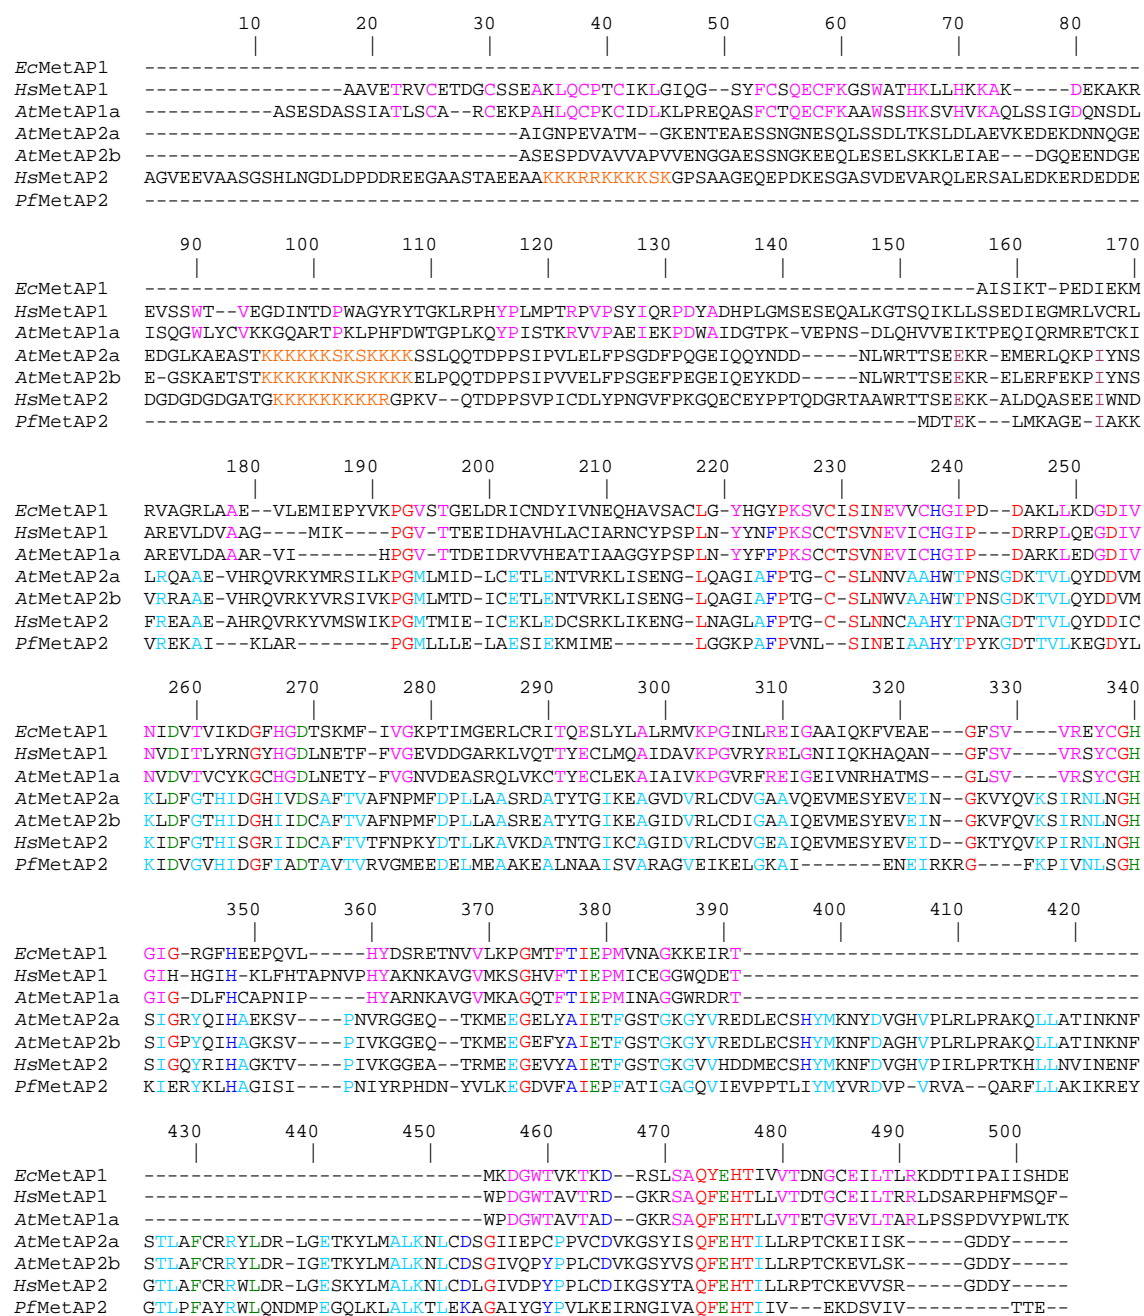 10 20 30 40 50 60 70 80
EcMetAP1 -------------------------------------------------------------------------------------
HsMetAP1 -----------------AAVETRVCETDGCSSEAKLQCPTCIKLGIQG--SYFCSQECFKGSWATHKLLHKKAK-----DEKAKR
AtMetAP1a -----------ASESDASSIATLSCA--RCEKPAHLQCPKCIDLKLPREQASFCTQECFKAAWSSHKSVHVKAQLSSIGDQNSDL
AtMetAP2a --------------------------------AIGNPEVATM--GKENTEAESSNGNESQLSSDLTKSLDLAEVKEDEKDNNQGE
AtMetAP2b --------------------------------ASESPDVAVVAPVVENGGAESSNGKEEQLESELSKKLEIAE---DGQEENDGE
HsMetAP2 AGVEEVAASGSHLNGDLDPDDREEGAASTAEEAAKKKRRKKKKSKGPSAAGEQEPDKESGASVDEVARQLERSALEDKERDEDDE
PfMetAP2 -------------------------------------------------------------------------------------
90 100 110 120 130 140 150 160 170
EcMetAP1 -----------------------------------------------------------------------AISIKT-PEDIEKM
HsMetAP1 EVSSWT--VEGDINTDPWAGYRYTGKLRPHYPLMPTRPVPSYIQRPDYADHPLGMSESEQALKGTSQIKLLSSEDIEGMRLVCRL
AtMetAP1a ISQGWLYCVKKGQARTPKLPHFDWTGPLKQYPISTKRVVPAEIEKPDWAIDGTPK-VEPNS-DLQHVVEIKTPEQIQRMRETCKI
AtMetAP2a EDGLKAEASTKKKKKKSKSKKKKSSLQQTDPPSIPVLELFPSGDFPQGEIQQYNDD-----NLWRTTSEEKR-EMERLQKPIYNS
AtMetAP2b E-GSKAETSTKKKKKKNKSKKKKELPQQTDPPSIPVVELFPSGEFPEGEIQEYKDD-----NLWRTTSEEKR-ELERFEKPIYNS
HsMetAP2 DGDGDGDGATGKKKKKKKKKRGPKV--QTDPPSVPICDLYPNGVFPKGQECEYPPTQDGRTAAWRTTSEEKK-ALDQASEEIWND
PfMetAP2 ------------------------------------------------------------------MDTEK---LMKAGE-IAKK
180 190 200 210 220 230 240 250
EcMetAP1 RVAGRLAAE--VLEMIEPYVKPGVSTGELDRICNDYIVNEQHAVSACLG-YHGYPKSVCISINEVVCHGIPD--DAKLLKDGDIV
HsMetAP1 AREVLDVAAG---MIK----PGV-TTEEIDHAVHLACIARNCYPSPLN-YYNFPKSCCTSVNEVICHGIP---DRRPLQEGDIV
AtMetAP1a AREVLDAAAR-VI------HPGV-TTDEIDRVVHEATIAAGGYPSPLN-YYFFPKSCCTSVNEVICHGIP---DARKLEDGDIV
AtMetAP2a LRQAAE-VHRQVRKYMRSILKPGMLMID-LCETLENTVRKLISENG-LQAGIAFPTG-C-SLNNVAAHWTPNSGDKTVLQYDDVM
AtMetAP2b VRRAAE-VHRQVRKYVRSIVKPGMLMTD-ICETLENTVRKLISENG-LQAGIAFPTG-C-SLNWVAAHWTPNSGDKTVLQYDDVM
HsMetAP2 FREAAE-AHRQVRKYVMSWIKPGMTMIE-ICEKLEDCSRKLIKENG-LNAGLAFPTG-C-SLNNCAAHYTPNAGDTTVLQYDDIC
PfMetAP2 VREKAI---KLAR-------PGMLLLE-LAESIEKMIME-------LGGKPAFPVNL--SINEIAAHYTPYKGDTTVLKEGDYL
260 270 280 290 300 310 320 330 340
EcMetAP1 NIDVTVIKDGFHGDTSKMF-IVGKPTIMGERLCRITQESLYLALRMVKPGINLREIGAAIQKFVEAE---GFSV----VREYCGH
HsMetAP1 NVDITLYRNGYHGDLNETF-FVGEVDDGARKLVQTTYECLMQAIDAVKPGVRYRELGNIIQKHAQAN---GFSV----VRSYCGH
AtMetAP1a NVDVTVCYKGCHGDLNETY-FVGNVDEASRQLVKCTYECLEKAIAIVKPGVRFREIGEIVNRHATMS---GLSV----VRSYCGH
AtMetAP2a KLDFGTHIDGHIVDSAFTVAFNPMFDPLLAASRDATYTGIKEAGVDVRLCDVGAAVQEVMESYEVEIN--GKVYQVKSIRNLNGH
AtMetAP2b KLDFGTHIDGHIIDCAFTVAFNPMFDPLLAASREATYTGIKEAGIDVRLCDIGAAIQEVMESYEVEIN--GKVFQVKSIRNLNGH
HsMetAP2 KIDFGTHISGRIIDCAFTVTFNPKYDTLLKAVKDATNTGIKCAGIDVRLCDVGEAIQEVMESYEVEID--GKTYQVKPIRNLNGH
PfMetAP2 KIDVGVHIDGFIADTAVTVRVGMEEDELMEAAKEALNAAISVARAGVEIKELGKAI------ENEIRKRG---FKPIVNLSGH
350 360 370 380 390 400 410 420
EcMetAP1 GIG-RGFHEEPQVL-----HYDSRETNVVLKPGMTFTIEPMVNAGKKEIRT----------------------------------
HsMetAP1 GIH-HGIH-KLFHTAPNVPHYAKNKAVGVMKSGHVFTIEPMICEGGWQDET----------------------------------
AtMetAP1a GIG-DLFHCAPNIP-----HYARNKAVGVMKAGQTFTIEPMINAGGWRDRT----------------------------------
AtMetAP2a SIGRYQIHAEKSV----PNVRGGEQ--TKMEEGELYAIETFGSTGKGYVREDLECSHYMKNYDVGHVPLRLPRAKQLLATINKNF
AtMetAP2b SIGPYQIHAGKSV----PIVKGGEQ--TKMEEGEFYAIETFGSTGKGYVREDLECSHYMKNFDAGHVPLRLPRAKQLLATINKNF
HsMetAP2 SIGQYRIHAGKTV----PIVKGGEA--TRMEEGEVYAIETFGSTGKGVVHDDMECSHYMKNFDVGHVPIRLPRTKHLLNVINENF
PfMetAP2 KIERYKLHAGISI----PNIYRPHDN-YVLKEGDVFAIEPFATIGAGQVIEVPPTLIYMYVRDVP-VRVA--QARFLLAKIKREY
430 440 450 460 470 480 490 500
EcMetAP1 -----------------------------MKDGWTVKTKD--RSLSAQYEHTIVVTDNGCEILTLRKDDTIPAIISHDE
HsMetAP1 -----------------------------WPDGWTAVTRD--GKRSAQFEHTLLVTDTGCEILTRRLDSARPHFMSQF-
AtMetAP1a -----------------------------WPDGWTAVTAD--GKRSAQFEHTLLVTETGVEVLTARLPSSPDVYPWLTK
AtMetAP2a STLAFCRRYLDR-LGETKYLMALKNLCDSGIIEPCPPVCDVKGSYISQFEHTILLRPTCKEIISK-----GDDY-
AtMetAP2b STLAFCRRYLDR-IGETKYLMALKNLCDSGIVQPYPPLCDVKGSYVSQFEHTILLRPTCKEVLSK-----GDDY-
HsMetAP2 GTLAFCRRWLDR-LGESKYLMALKNLCDLGIVDPYPPLCDIKGSYTAQFEHTILLRPTCKEVVSR-----GDDY-
PfMetAP2 GTLPFAYRWLQNDMPEGQLKLALKTLEKAGAIYGYPVLKEIRNGIVAQFEHTIIV----EKDSVIV-----TTE-